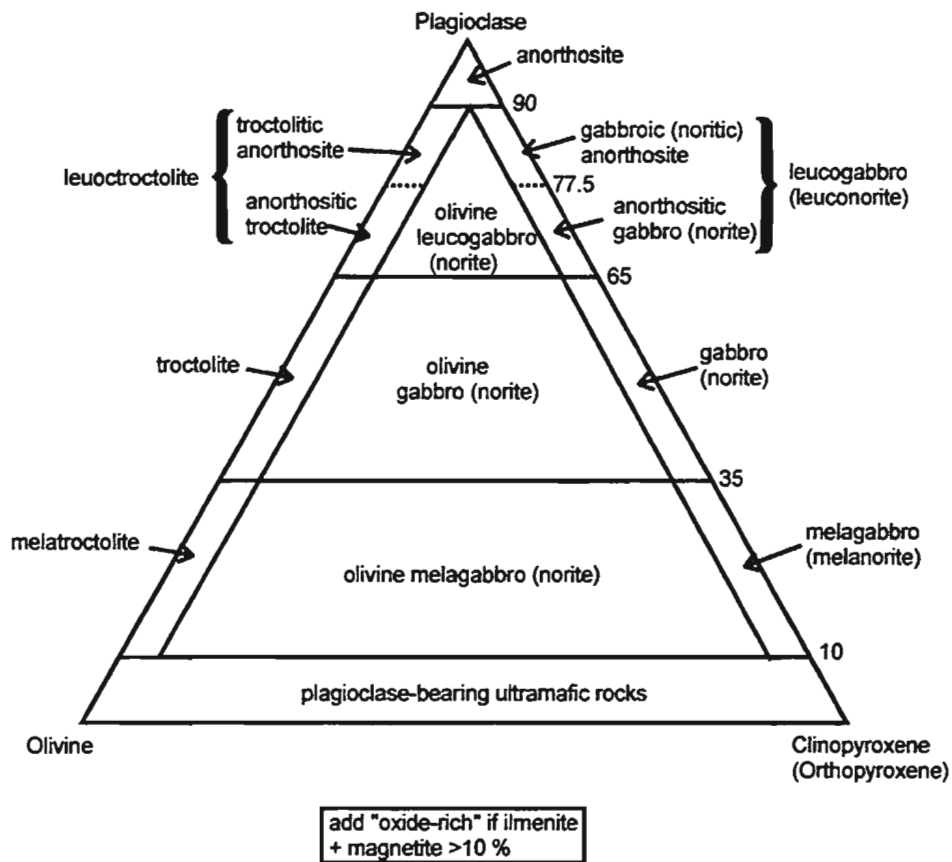 Plagioclase
anorthosite
90
troctolitic
anorthosite
gabbroic (noritic)
anorthosite
leuoctroctolite
77.5
leucogabbro
(leuconorite)
anorthositic
troctolite
olivine
leucogabbro
(norite)
anorthositic
gabbro (norite)
65
troctolite
olivine
gabbro (norite)
gabbro
(norite)
35
melatroctolite
olivine melagabbro (norite)
melagabbro
(melanorite)
10
plagioclase-bearing ultramafic rocks
Olivine
Clinopyroxene
(Orthopyroxene)
add "oxide-rich" if ilmenite
+ magnetite >10 %